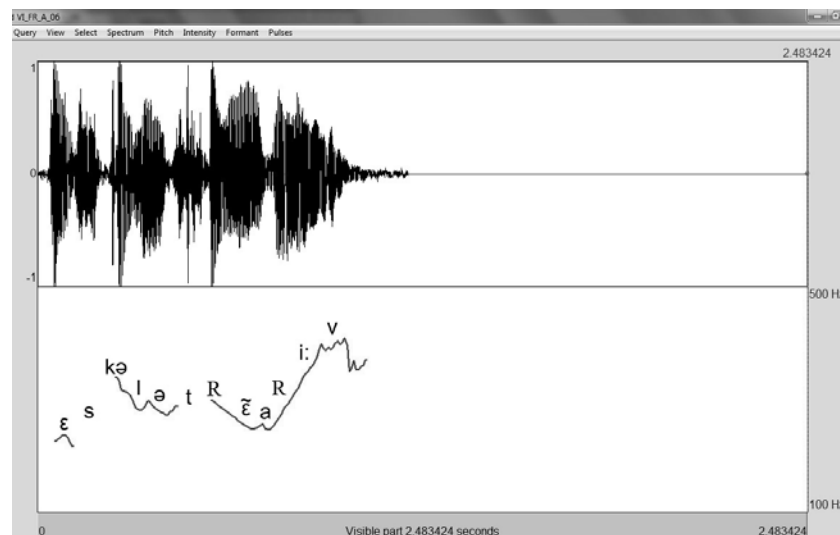 VI_FR_A_06
Query View Select Spectrum Pitch Intensity Formant Pulses
2.483424
1
0
-1
500 Hz
v
i:
kə
l
ə
t
R
R
s
ɛ
ɛ̃
a
100 Hz
0
Visible part 2.483424 seconds
2.483424